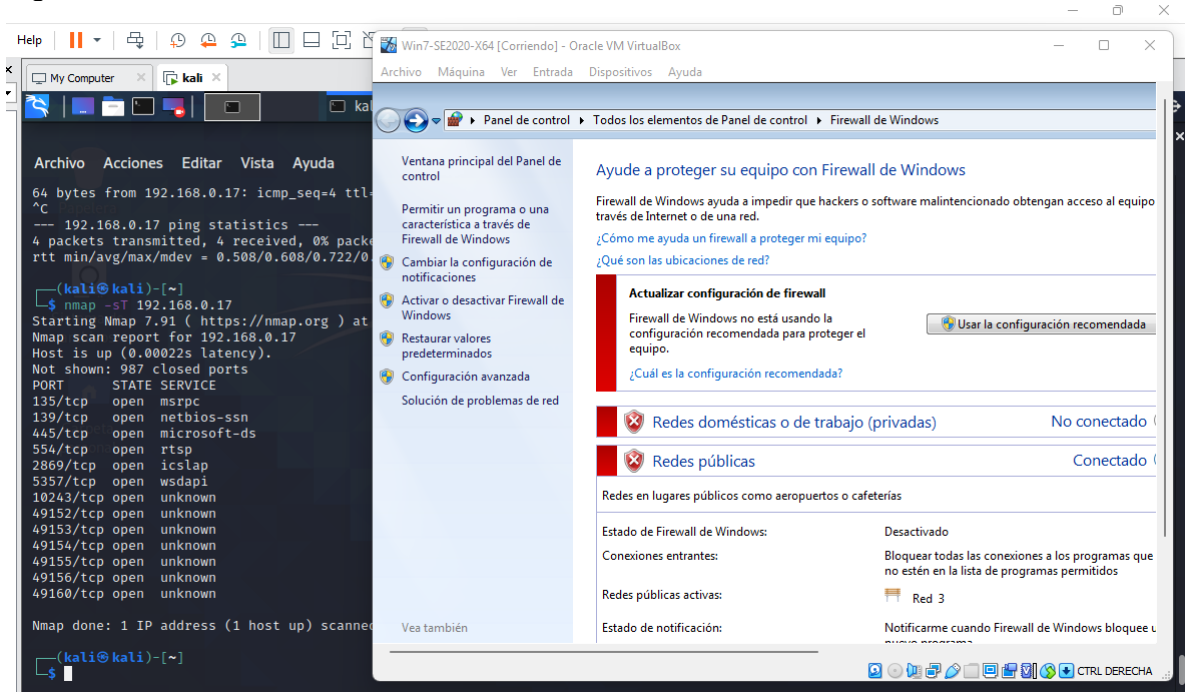 Help
My Computer
kali
kal
Archivo Acciones Editar Vista Ayuda
64 bytes from 192.168.0.17: icmp_seq=4 ttl=
^C
--- 192.168.0.17 ping statistics ---
4 packets transmitted, 4 received, 0% packe
rtt min/avg/max/mdev = 0.508/0.608/0.722/0.
(kali㉿kali)-[~]
$ nmap -sT 192.168.0.17
Starting Nmap 7.91 ( https://nmap.org ) at
Nmap scan report for 192.168.0.17
Host is up (0.00022s latency).
Not shown: 987 closed ports
PORT STATE SERVICE
135/tcp open msrpc
139/tcp open netbios-ssn
445/tcp open microsoft-ds
554/tcp open rtsp
2869/tcp open icslap
5357/tcp open wsdapi
10243/tcp open unknown
49152/tcp open unknown
49153/tcp open unknown
49154/tcp open unknown
49155/tcp open unknown
49156/tcp open unknown
49160/tcp open unknown
Nmap done: 1 IP address (1 host up) scanned
(kali㉿kali)-[~]
$
Win7-SE2020-X64 [Corriendo] - Oracle VM VirtualBox
Archivo Máquina Ver Entrada Dispositivos Ayuda
Panel de control Todos los elementos de Panel de control Firewall de Windows
Ventana principal del Panel de
control
Permitir un programa o una
característica a través de
Firewall de Windows
Cambiar la configuración de
notificaciones
Activar o desactivar Firewall de
Windows
Restaurar valores
predeterminados
Configuración avanzada
Solución de problemas de red
Vea también
Ayude a proteger su equipo con Firewall de Windows
Firewall de Windows ayuda a impedir que hackers o software malintencionado obtengan acceso al equipo
través de Internet o de una red.
¿Cómo me ayuda un firewall a proteger mi equipo?
¿Qué son las ubicaciones de red?
Actualizar configuración de firewall
Firewall de Windows no está usando la
configuración recomendada para proteger el
equipo.
Usar la configuración recomendada
¿Cuál es la configuración recomendada?
Redes domésticas o de trabajo (privadas) No conectado
Redes públicas Conectado
Redes en lugares públicos como aeropuertos o cafeterías
Estado de Firewall de Windows: Desactivado
Conexiones entrantes: Bloquear todas las conexiones a los programas que
no estén en la lista de programas permitidos
Redes públicas activas: Red 3
Estado de notificación: Notificarme cuando Firewall de Windows bloquee u
nuevo programa
CTRL DERECHA